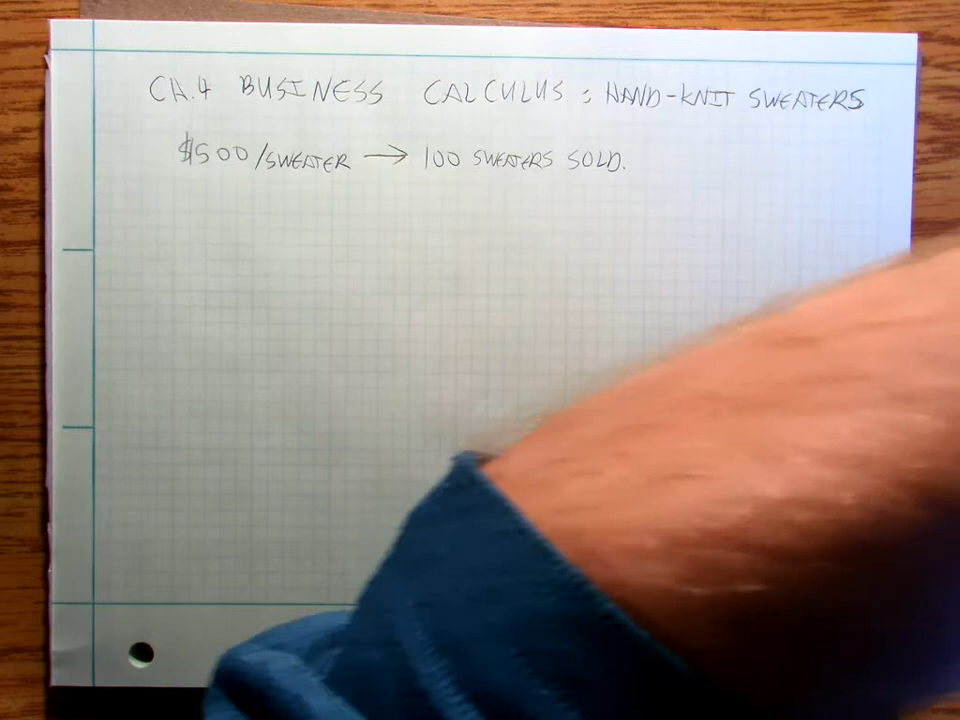 CH.4 BUSINESS CALCULUS : HAND-KNIT SWEATERS
$500/SWEATER → 100 SWEATERS SOLD.